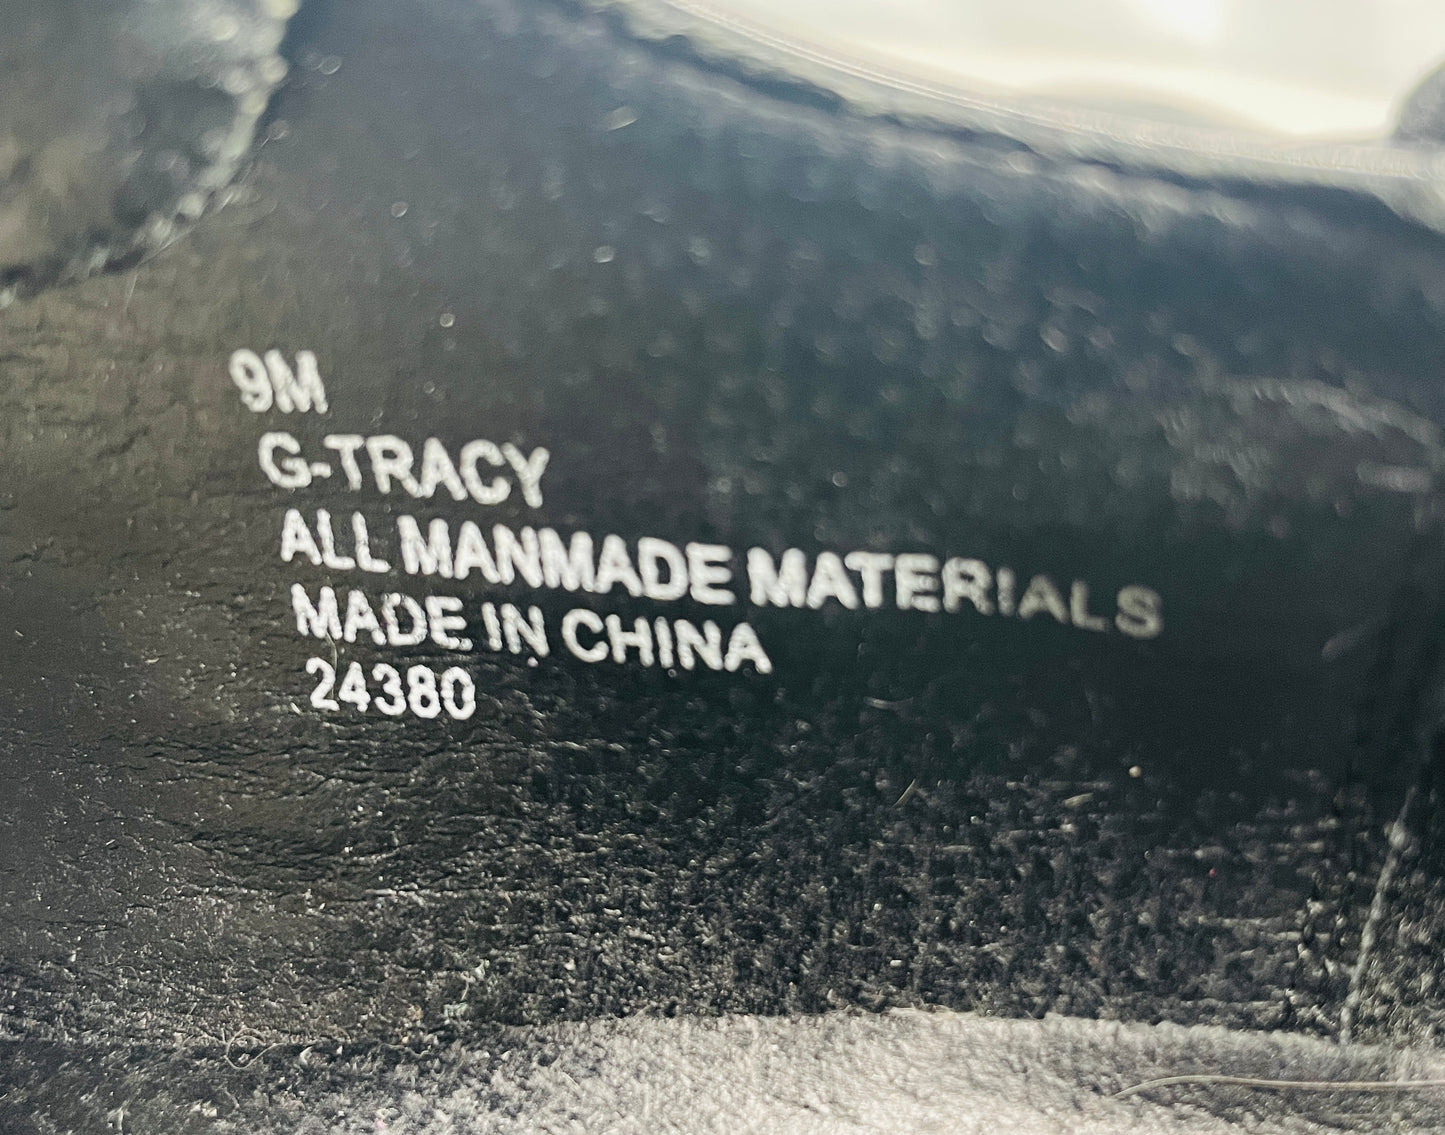 9M
G-TRACY
ALL MANMADE MATERIALS
MADE IN CHINA
24380